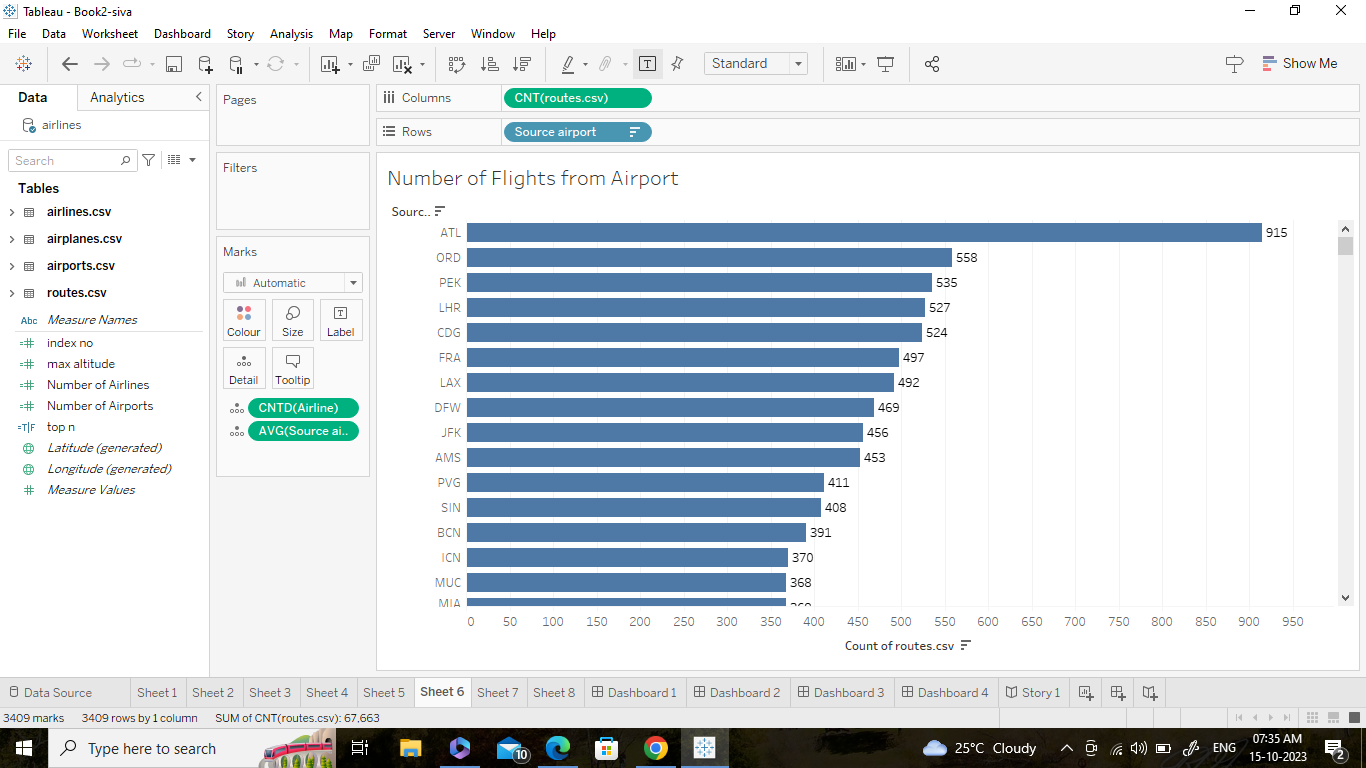 Tableau - Book2-siva
File Data Worksheet Dashboard Story Analysis Map Format Server Window Help
Standard
Show Me
Data Analytics
Pages
Columns
CNT(routes.csv)
airlines
Rows
Source airport
Search
Filters
Tables
airlines.csv
airplanes.csv
airports.csv
routes.csv
Abc Measure Names
index no
max altitude
Number of Airlines
Number of Airports
T|F top n
Latitude (generated)
Longitude (generated)
Measure Values
Marks
Automatic
Colour Size Label
Detail Tooltip
CNTD(Airline)
AVG(Source ai..
Number of Flights from Airport
Sourc..
ATL 915
ORD 558
PEK 535
LHR 527
CDG 524
FRA 497
LAX 492
DFW 469
JFK 456
AMS 453
PVG 411
SIN 408
BCN 391
ICN 370
MUC 368
MIA
0 50 100 150 200 250 300 350 400 450 500 550 600 650 700 750 800 850 900 950
Count of routes.csv
Data Source Sheet 1 Sheet 2 Sheet 3 Sheet 4 Sheet 5 Sheet 6 Sheet 7 Sheet 8 Dashboard 1 Dashboard 2 Dashboard 3 Dashboard 4 Story 1
3409 marks 3409 rows by 1 column SUM of CNT(routes.csv): 67,663
Type here to search
10
25°C Cloudy
ENG
07:35 AM
15-10-2023
2